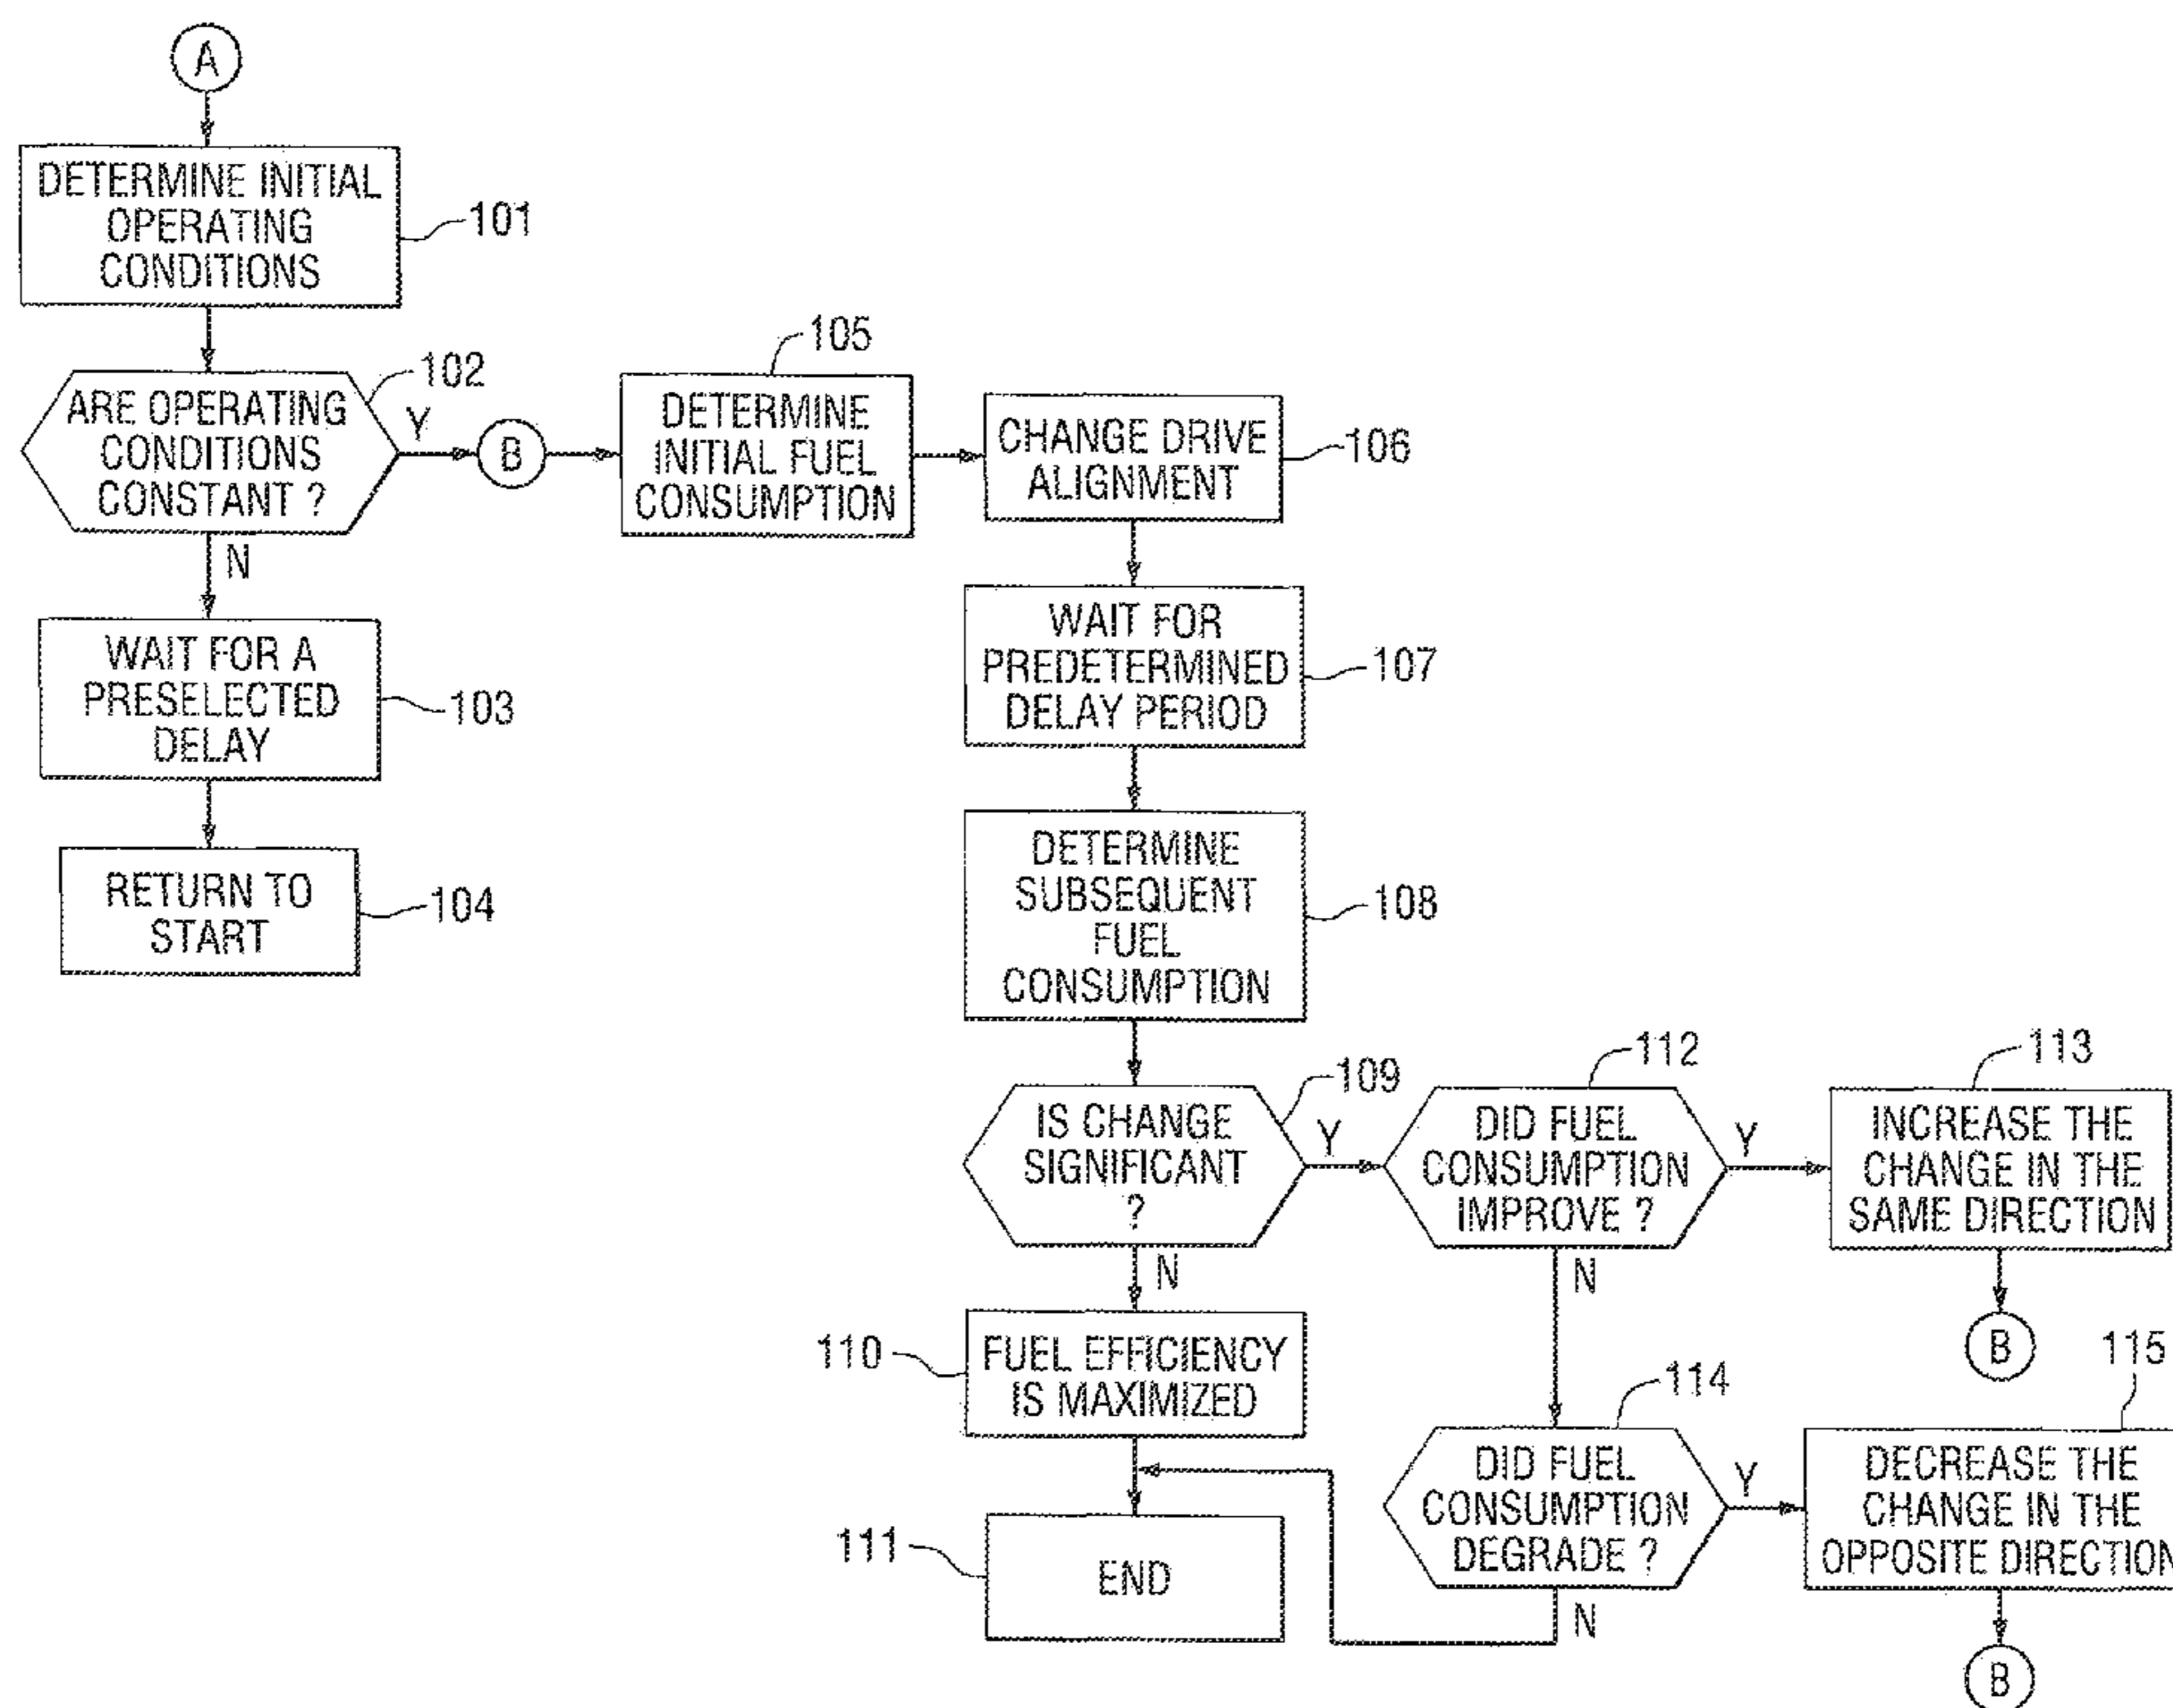 A
DETERMINE INITIAL
OPERATING
CONDITIONS
101
ARE OPERATING
CONDITIONS
CONSTANT ?
102
Y
N
B
WAIT FOR A
PRESELECTED
DELAY
103
RETURN TO
START
104
DETERMINE
INITIAL FUEL
CONSUMPTION
105
CHANGE DRIVE
ALIGNMENT
106
WAIT FOR
PREDETERMINED
DELAY PERIOD
107
DETERMINE
SUBSEQUENT
FUEL
CONSUMPTION
108
IS CHANGE
SIGNIFICANT
?
109
Y
N
FUEL EFFICIENCY
IS MAXIMIZED
110
END
111
DID FUEL
CONSUMPTION
IMPROVE ?
112
Y
N
INCREASE THE
CHANGE IN THE
SAME DIRECTION
113
B
DID FUEL
CONSUMPTION
DEGRADE ?
114
Y
N
DECREASE THE
CHANGE IN THE
OPPOSITE DIRECTION
115
B